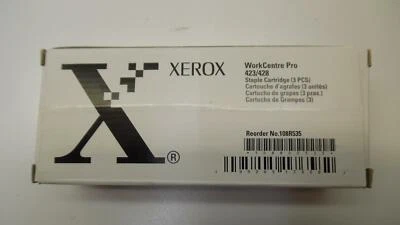 X®
XEROX
WorkCentre Pro
423/428
Staple Cartridge (3 PCS)
Cartouche d'agrafes (3 unités)
Cartucho de grapas (3 pzas.)
Cartucho de Grampos (3)
Reorder No.108R535